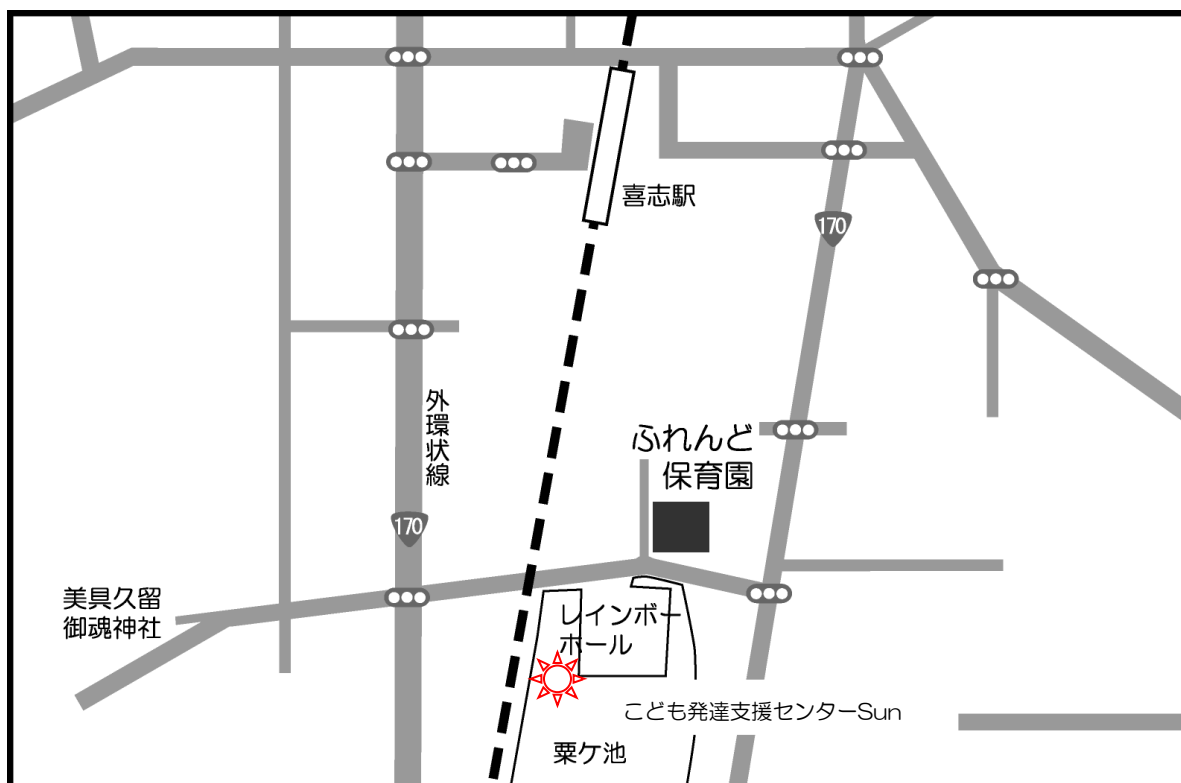 喜志駅
170
外環状線
ふれんど
保育園
170
美具久留
御魂神社
レインボー
ホール
こども発達支援センターSun
粟ケ池